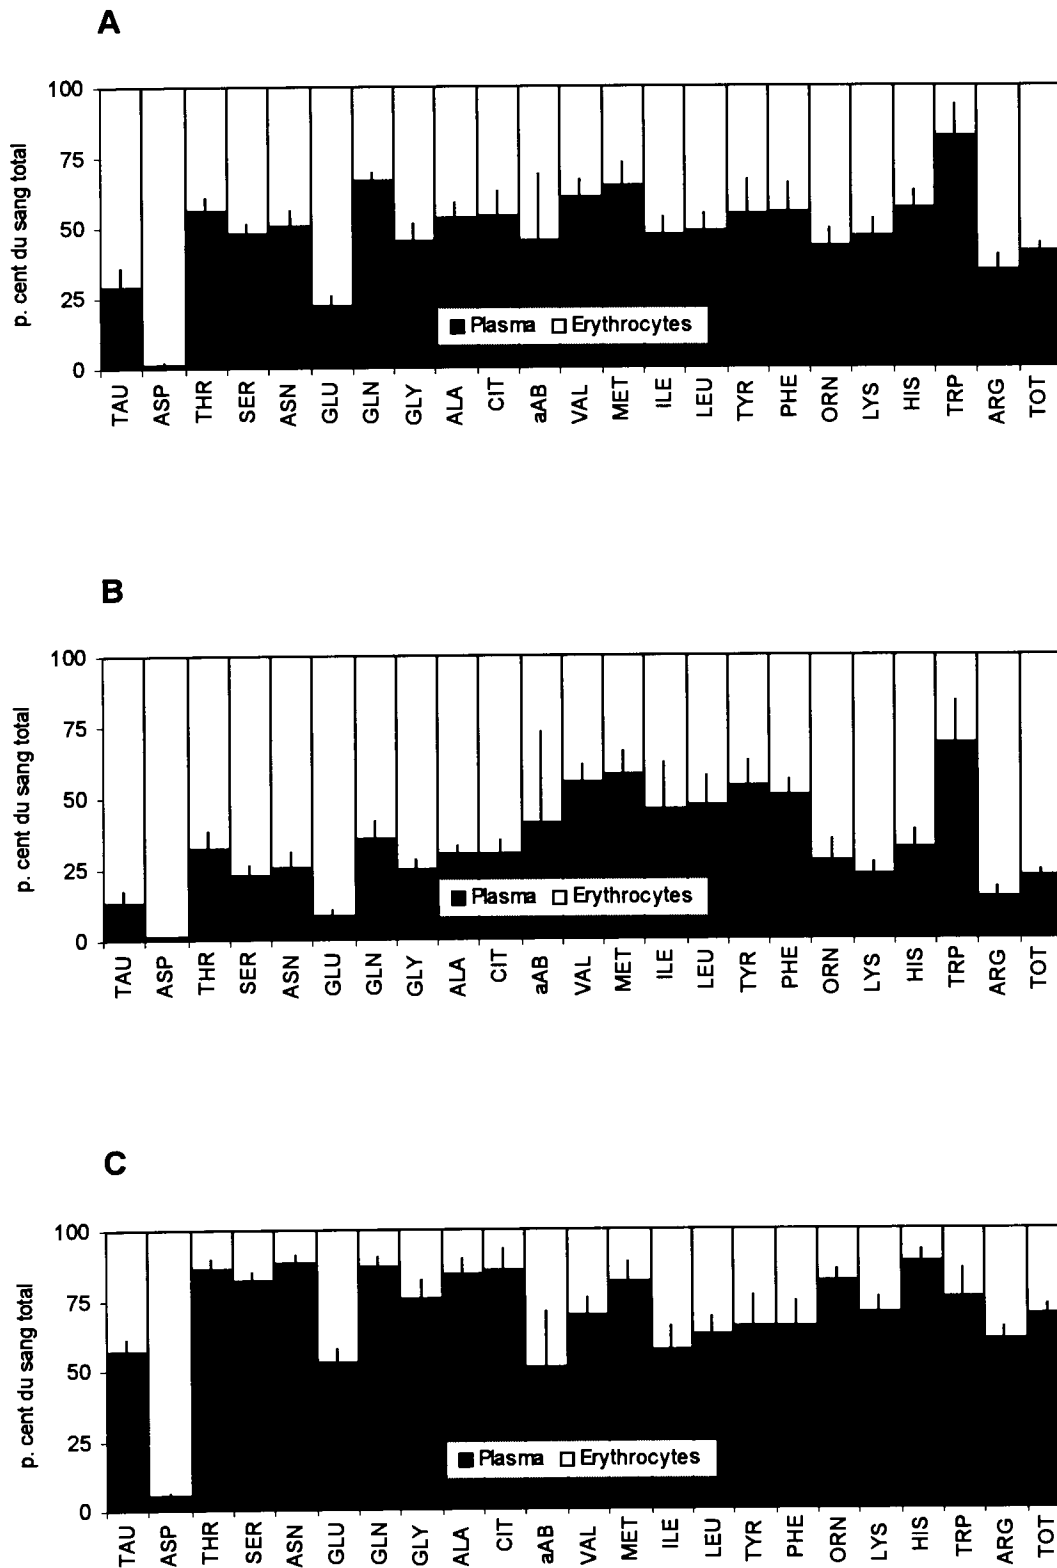 A
p. cent du sang total
100
75
50
25
0
Plasma Erythrocytes
TAU ASP THR SER ASN GLU GLN GLY ALA CIT aAB VAL MET ILE LEU TYR PHE ORN LYS HIS TRP ARG TOT
B
p. cent du sang total
100
75
50
25
0
Plasma Erythrocytes
TAU ASP THR SER ASN GLU GLN GLY ALA CIT aAB VAL MET ILE LEU TYR PHE ORN LYS HIS TRP ARG TOT
C
p. cent du sang total
100
75
50
25
0
Plasma Erythrocytes
TAU ASP THR SER ASN GLU GLN GLY ALA CIT aAB VAL MET ILE LEU TYR PHE ORN LYS HIS TRP ARG TOT